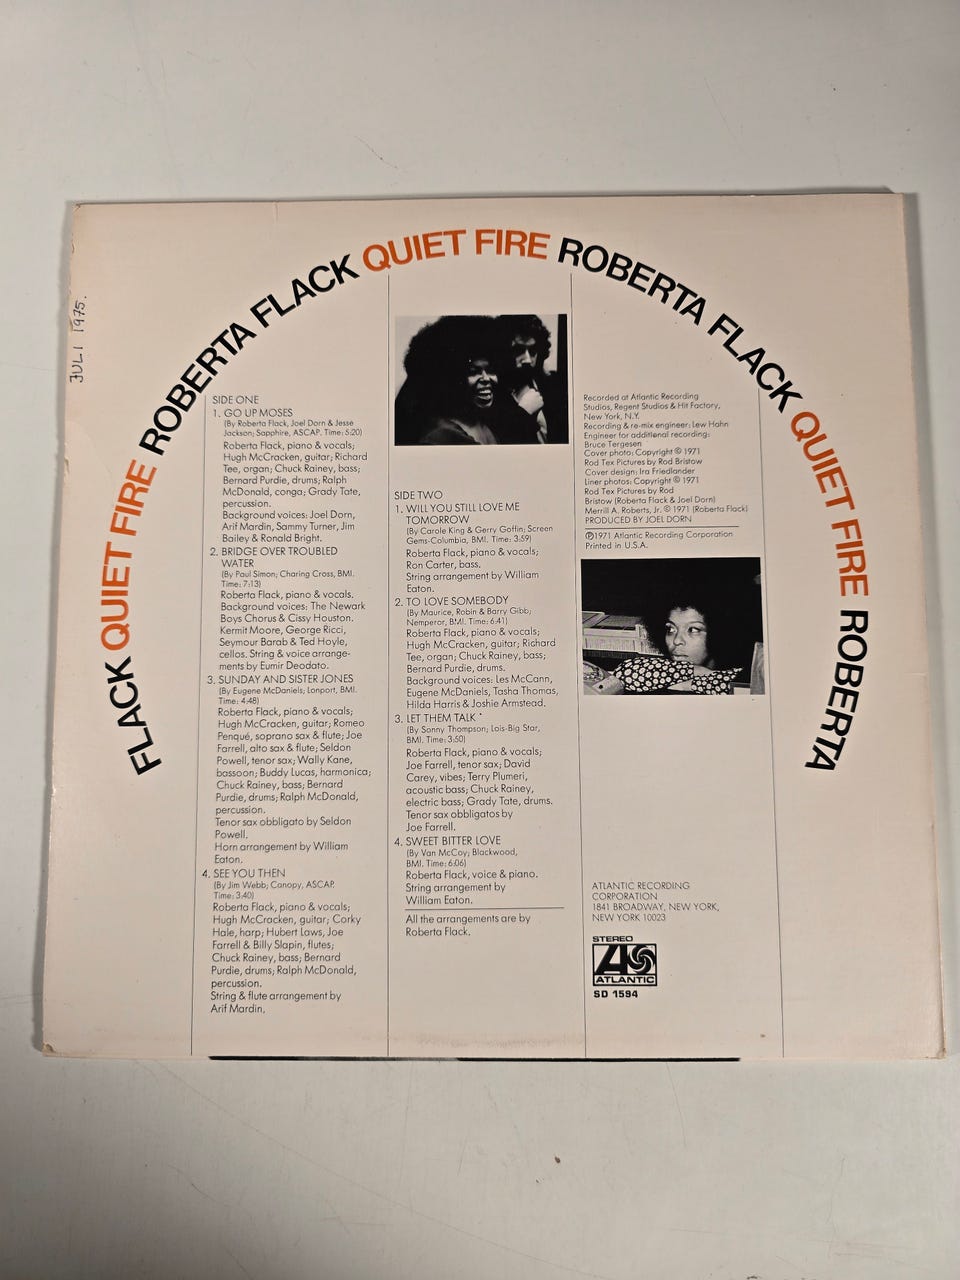 FLACK QUIET FIRE ROBERTA FLACK QUIET FIRE ROBERTA FLACK QUIET FIRE ROBERTA
JULI 1975.
SIDE ONE
1. GO UP MOSES
(By Roberta Flack, Joel Dorn & Jesse
Jackson; Sapphire, ASCAP. Time: 5:20)
Roberta Flack, piano & vocals;
Hugh McCracken, guitar; Richard
Tee, organ; Chuck Rainey, bass;
Bernard Purdie, drums; Ralph
McDonald, conga; Grady Tate,
percussion.
Background voices: Joel Dorn,
Arif Mardin, Sammy Turner, Jim
Bailey & Ronald Bright.
2. BRIDGE OVER TROUBLED
WATER
(By Paul Simon; Charing Cross, BMI.
Time: 7:13)
Roberta Flack, piano & vocals.
Background voices: The Newark
Boys Chorus & Cissy Houston.
Kermit Moore, George Ricci,
Seymour Barab & Ted Hoyle,
cellos. String & voice arrange-
ments by Eumir Deodato.
3. SUNDAY AND SISTER JONES
(By Eugene McDaniels; Lonport, BMI.
Time: 4:48)
Roberta Flack, piano & vocals;
Hugh McCracken, guitar; Romeo
Penqué, soprano sax & flute; Joe
Farrell, alto sax & flute; Seldon
Powell, tenor sax; Wally Kane,
bassoon; Buddy Lucas, harmonica;
Chuck Rainey, bass; Bernard
Purdie, drums; Ralph McDonald,
percussion.
Tenor sax obbligato by Seldon
Powell.
Horn arrangement by William
Eaton.
4. SEE YOU THEN
(By Jim Webb; Canopy, ASCAP.
Time: 3:40)
Roberta Flack, piano & vocals;
Hugh McCracken, guitar; Corky
Hale, harp; Hubert Laws, Joe
Farrell & Billy Slapin, flutes;
Chuck Rainey, bass; Bernard
Purdie, drums; Ralph McDonald,
percussion.
String & flute arrangement by
Arif Mardin.
SIDE TWO
1. WILL YOU STILL LOVE ME
TOMORROW
(By Carole King & Gerry Goffin; Screen
Gems-Columbia, BMI. Time: 3:59)
Roberta Flack, piano & vocals;
Ron Carter, bass.
String arrangement by William
Eaton.
2. TO LOVE SOMEBODY
(By Maurice, Robin & Barry Gibb;
Nemperor, BMI. Time: 6:41)
Roberta Flack, piano & vocals;
Hugh McCracken, guitar; Richard
Tee, organ; Chuck Rainey, bass;
Bernard Purdie, drums.
Background voices: Les McCann,
Eugene McDaniels, Tasha Thomas,
Hilda Harris & Joshie Armstead.
3. LET THEM TALK
(By Sonny Thompson; Lois-Big Star,
BMI. Time: 3:50)
Roberta Flack, piano & vocals;
Joe Farrell, tenor sax; David
Carey, vibes; Terry Plumeri,
acoustic bass; Chuck Rainey,
electric bass; Grady Tate, drums.
Tenor sax obbligatos by
Joe Farrell.
4. SWEET BITTER LOVE
(By Van McCoy; Blackwood,
BMI. Time: 6:06)
Roberta Flack, voice & piano.
String arrangement by
William Eaton.
All the arrangements are by
Roberta Flack.
Recorded at Atlantic Recording
Studios, Regent Studios & Hit Factory,
New York, N.Y.
Recording & re-mix engineer: Lew Hahn
Engineer for additional recording:
Bruce Tergesen
Cover photo: Copyright © 1971
Rod Tex Pictures by Rod Bristow
Cover design: Ira Friedlander
Liner photos: Copyright © 1971
Rod Tex Pictures by Rod
Bristow (Roberta Flack & Joel Dorn)
Merrill A. Roberts, Jr. © 1971 (Roberta Flack)
PRODUCED BY JOEL DORN
℗1971 Atlantic Recording Corporation
Printed in U.S.A.
ATLANTIC RECORDING
CORPORATION
1841 BROADWAY, NEW YORK,
NEW YORK 10023
STEREO
ATLANTIC
SD 1594